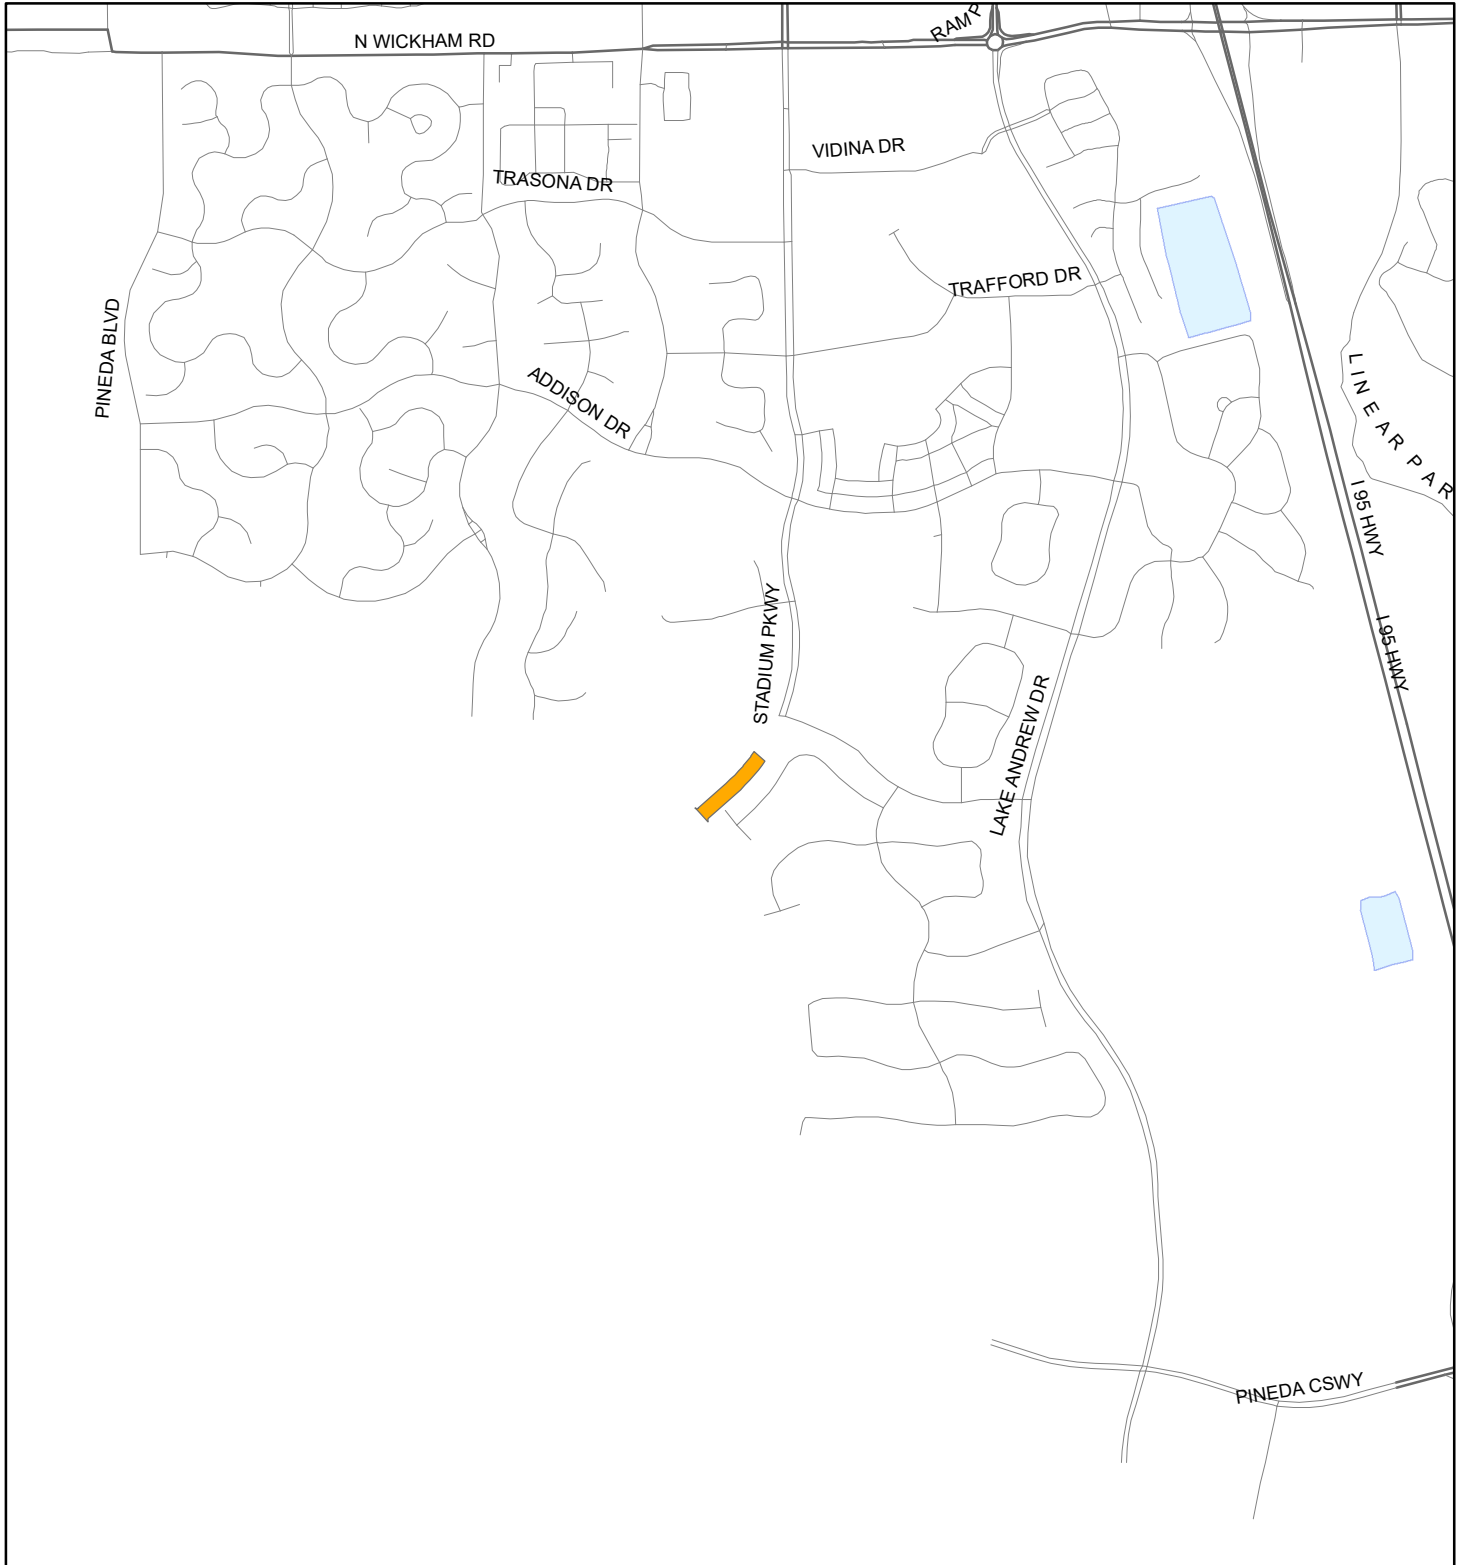 RAMP
N WICKHAM RD
VIDINA DR
TRASONA DR
TRAFFORD DR
PINEDA BLVD
ADDISON DR
LINEAR PAR
I 95 HWY
I 95 HWY
STADIUM PKWY
LAKE ANDREW DR
PINEDA CSWY